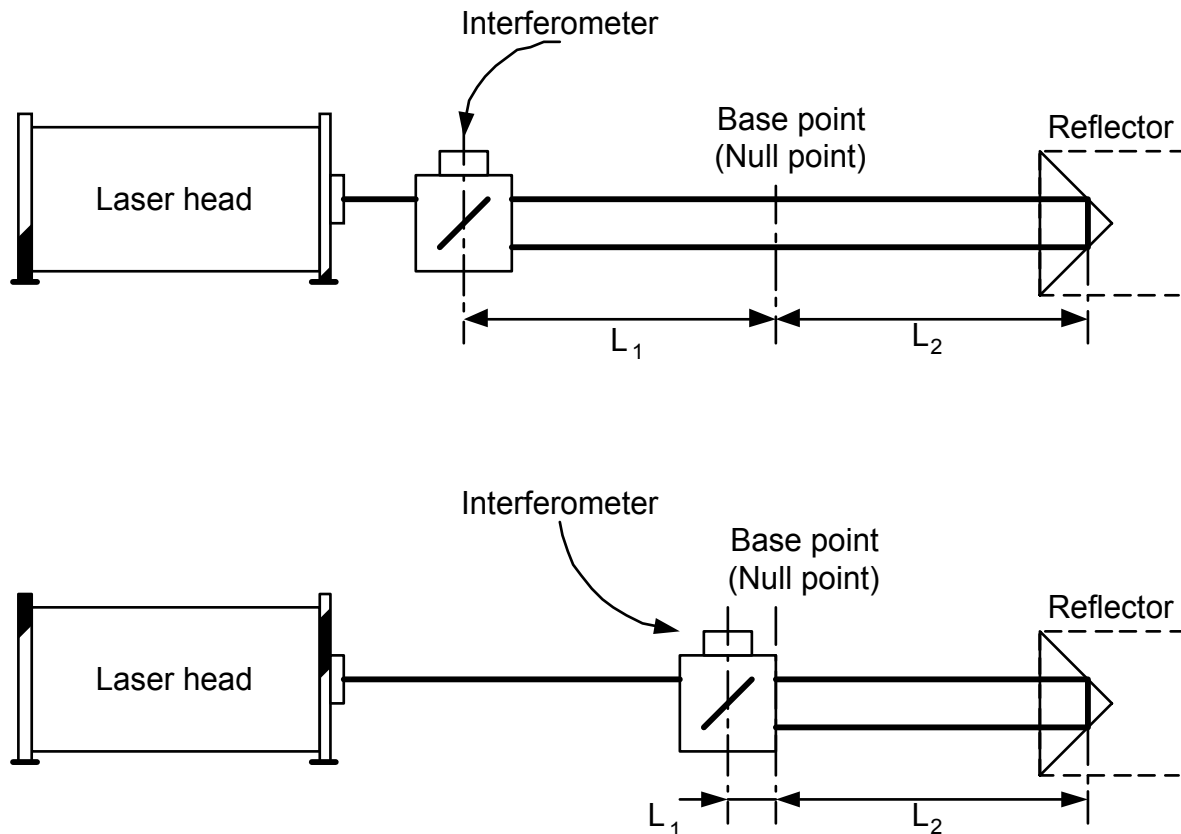 Interferometer
Base point
(Null point)
Reflector
Laser head
L1
L2
Interferometer
Base point
(Null point)
Reflector
Laser head
L1
L2